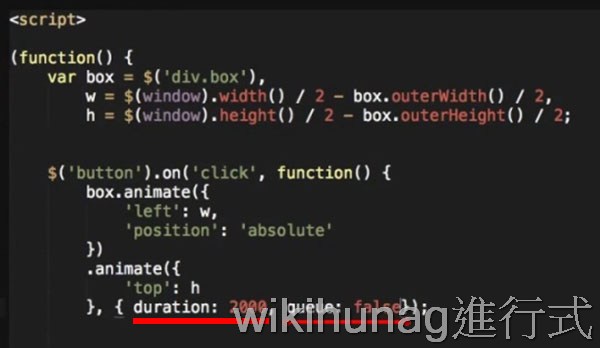 <script>
(function() {
var box = $('div.box'),
w = $(window).width() / 2 - box.outerWidth() / 2,
h = $(window).height() / 2 - box.outerHeight() / 2;
$('button').on('click', function() {
box.animate({
'left': w,
'position': 'absolute'
})
.animate({
'top': h
}, { duration: 2000, queue: false});
wikihunag進行式